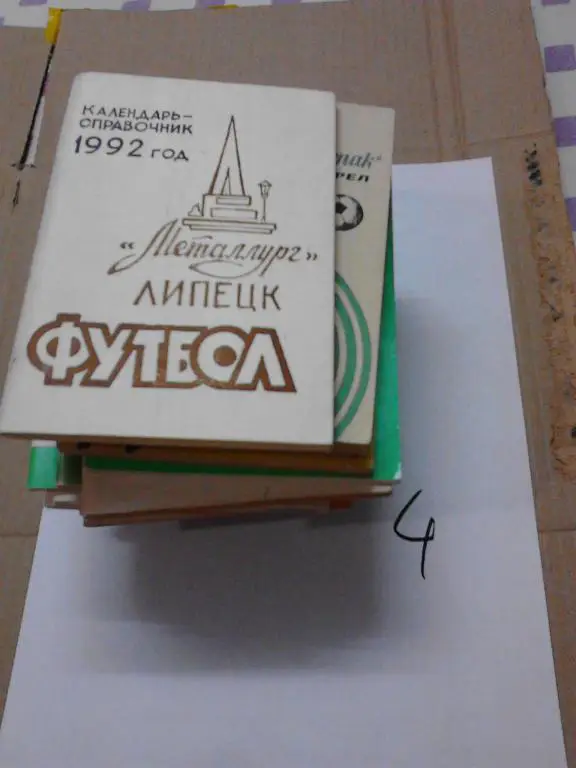 КАЛЕНДАРЬ-
СПРАВОЧНИК
1992 ГОД
„Металлург"
ЛИПЕЦК
ФУТБОЛ
4